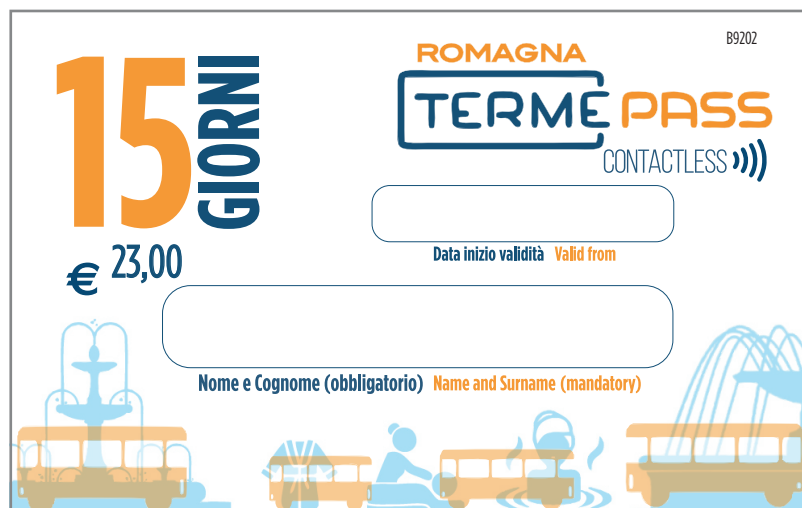 15 GIORNI
€ 23,00
B9202
ROMAGNA
TERME PASS
CONTACTLESS
Data inizio validità Valid from
Nome e Cognome (obbligatorio) Name and Surname (mandatory)